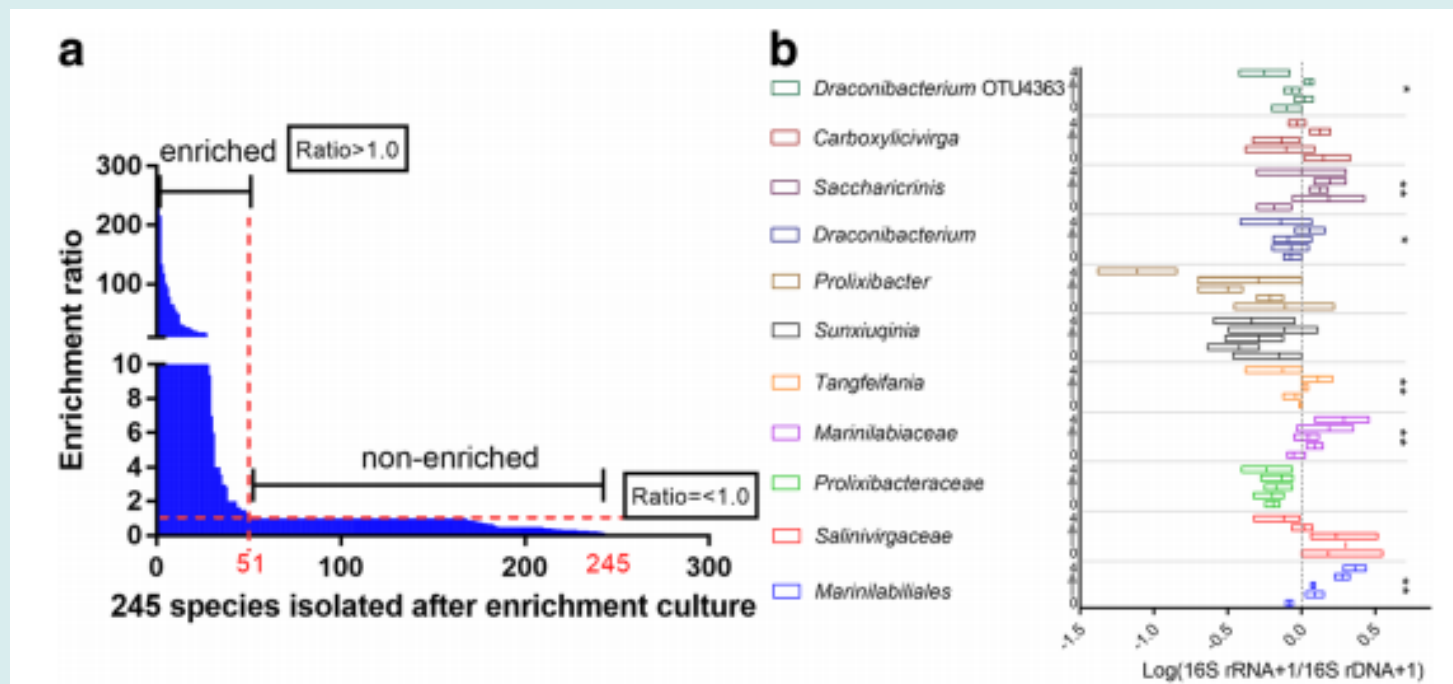 a
enriched
Ratio>1.0
300
200
100
Enrichment ratio
10
8
6
4
2
0
non-enriched
Ratio=<1.0
0
51
100
200
245
300
245 species isolated after enrichment culture
b
Draconibacterium OTU4363
Carboxylicivirga
Saccharicrinis
Draconibacterium
Prolixibacter
Sunxiuqinia
Tangfeifania
Marinilabiaceae
Prolixibacteraceae
Salinivirgaceae
Marinilabiliales
-1.5
-1.0
-0.5
0.0
0.5
Log(16S rRNA+1/16S rDNA+1)